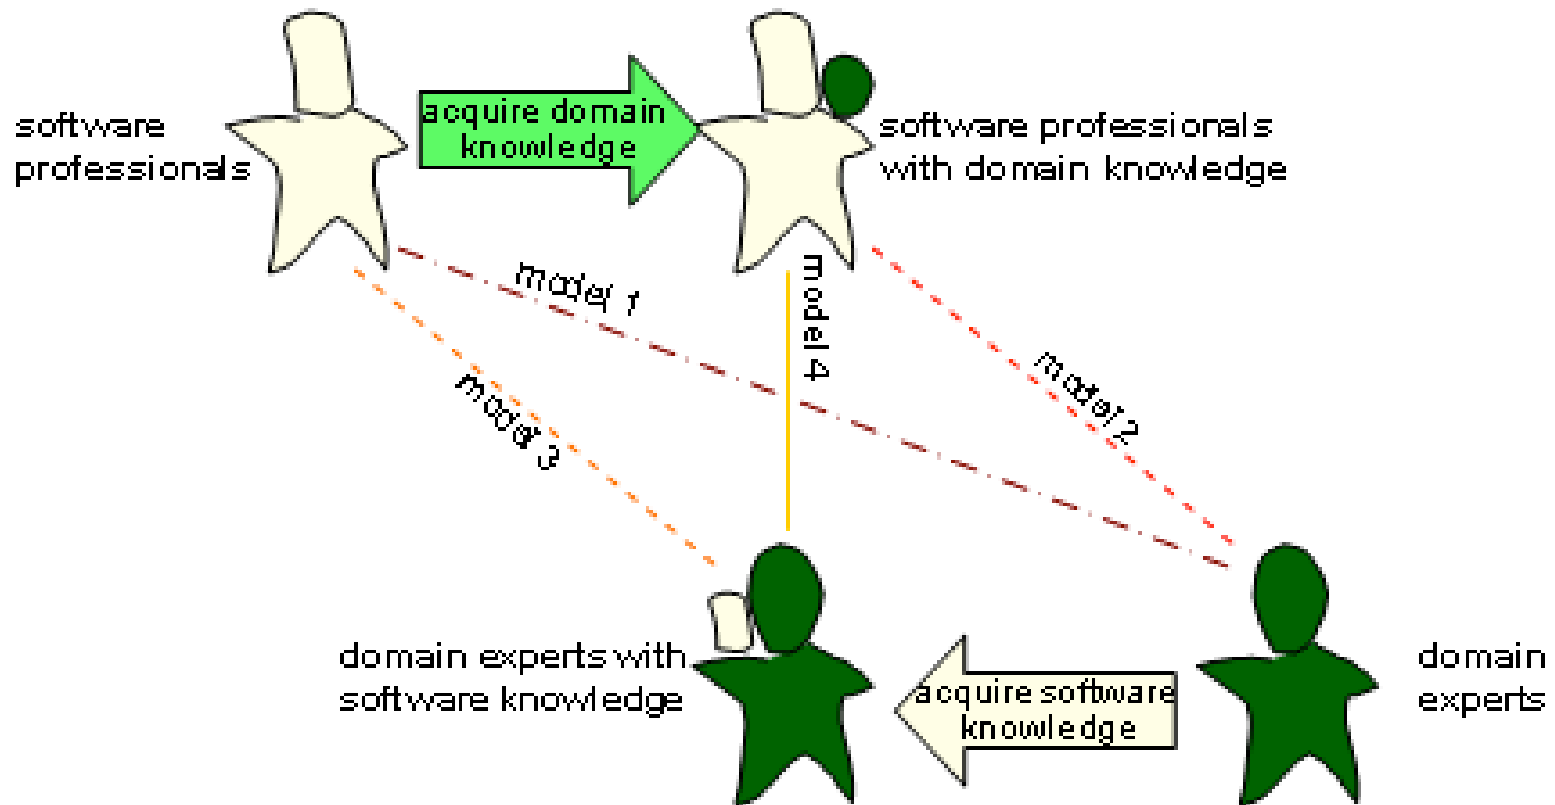 software
professionals
acquire domain
knowledge
software professionals
with domain knowledge
model 1
model 4
model 2
model 3
domain experts with
software knowledge
acquire software
knowledge
domain
experts